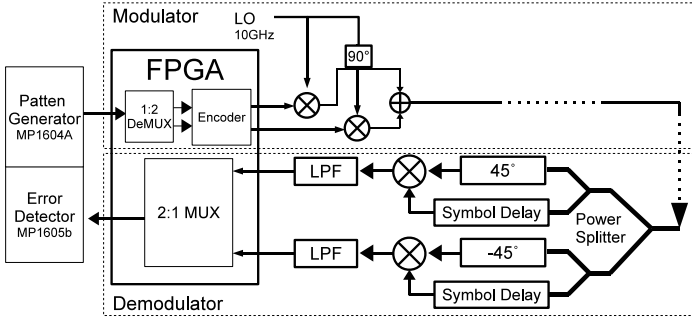 Modulator
LO
10GHz
90°
FPGA
Patten
Generator
MP1604A
1:2
DeMUX
Encoder
Error
Detector
MP1605b
2:1 MUX
LPF
45°
Symbol Delay
Power
Splitter
LPF
-45°
Symbol Delay
Demodulator